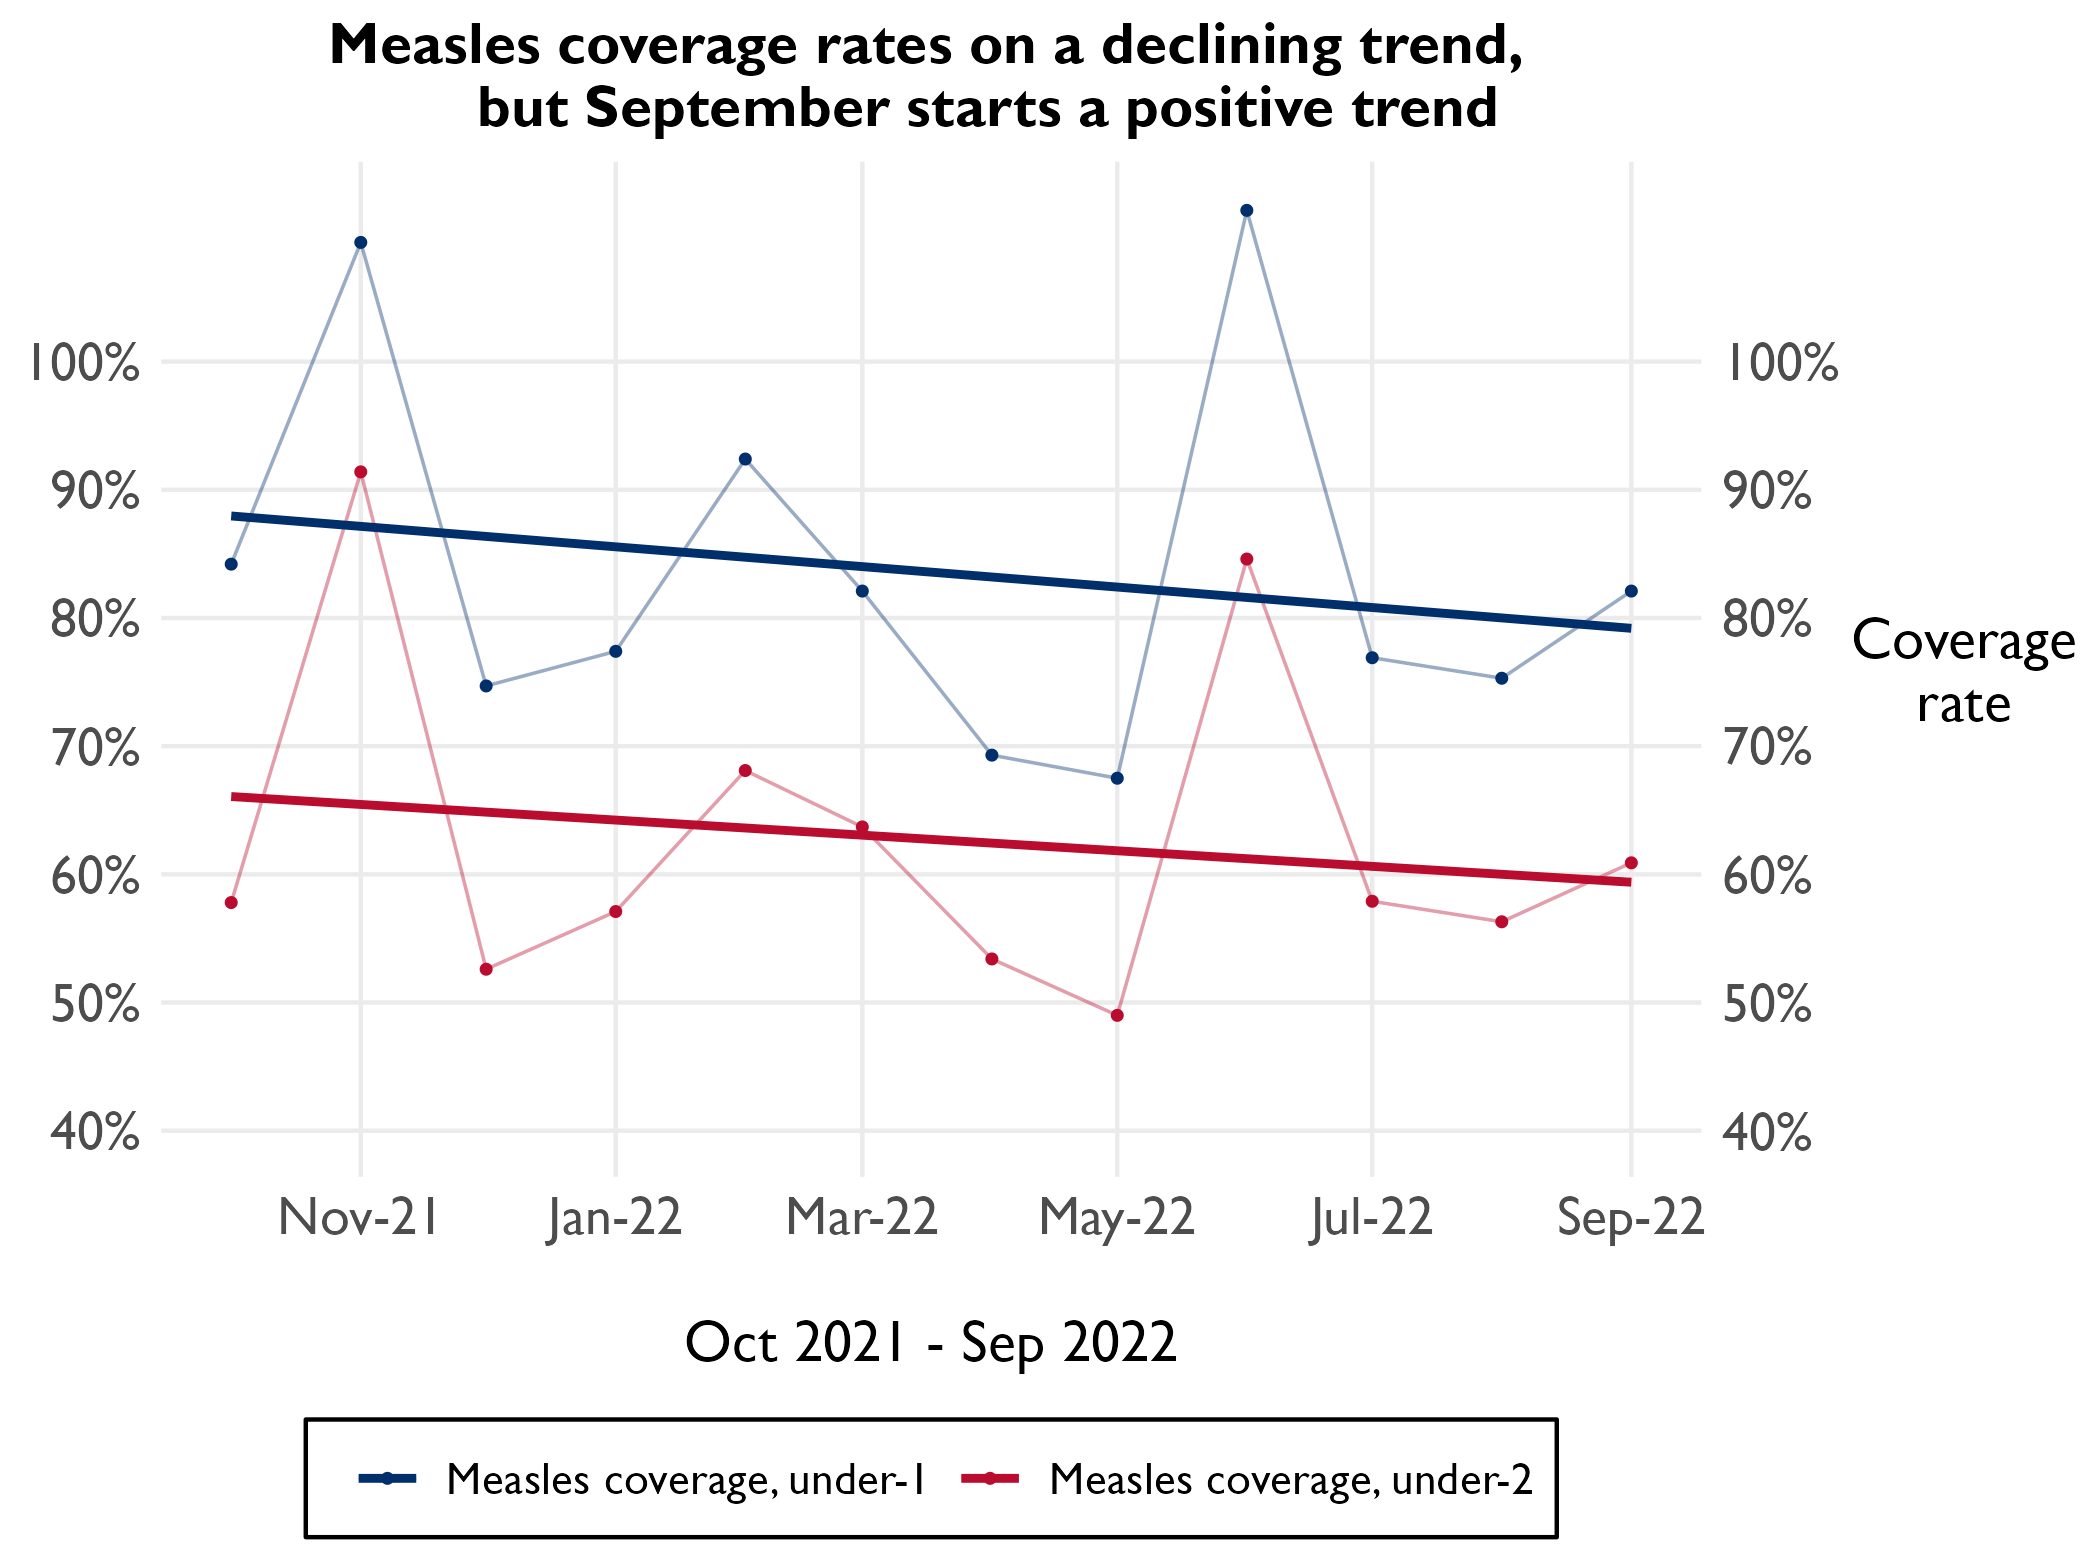 Measles coverage rates on a declining trend,
but September starts a positive trend
100%
90%
80%
70%
60%
50%
40%
100%
90%
80%
70%
60%
50%
40%
Coverage
rate
Nov-21 Jan-22 Mar-22 May-22 Jul-22 Sep-22
Oct 2021 - Sep 2022
Measles coverage, under-1 Measles coverage, under-2